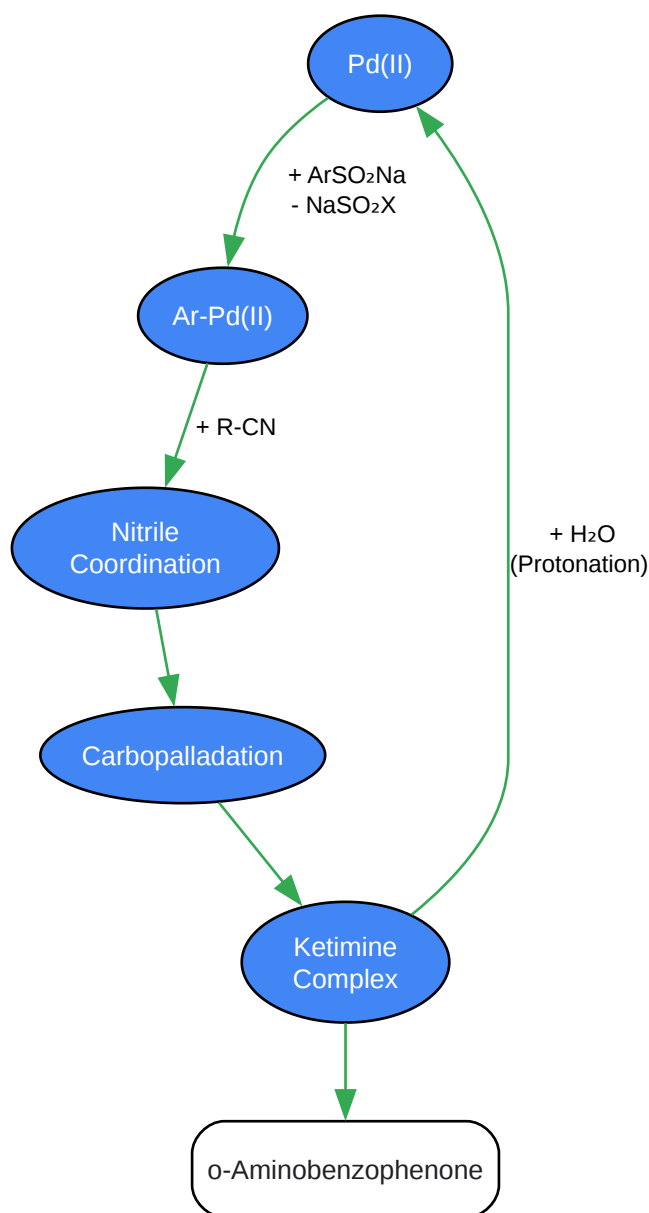 Pd(II)
+ ArSO₂Na
- NaSO₂X
Ar-Pd(II)
+ R-CN
Nitrile
Coordination
+ H₂O
(Protonation)
Carbopalladation
Ketimine
Complex
o-Aminobenzophenone